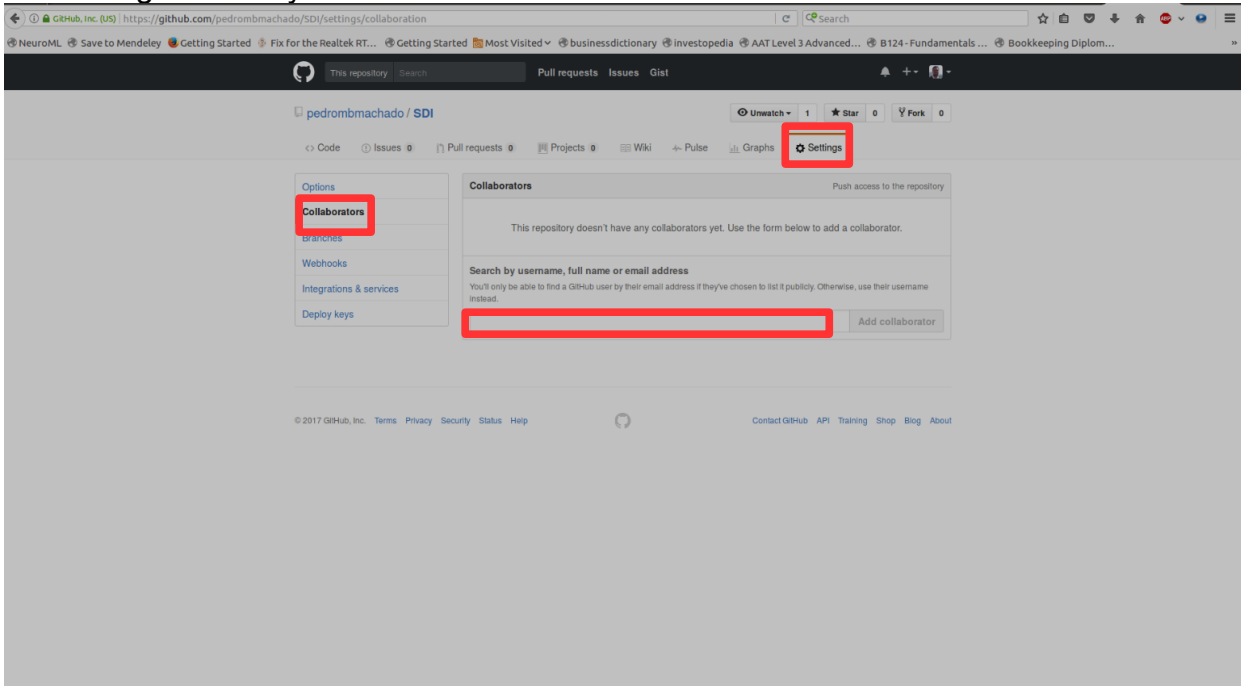 GitHub, Inc. (US) https://github.com/pedrombmachado/SDI/settings/collaboration Search
NeuroML Save to Mendeley Getting Started Fix for the Realtek RT... Getting Started Most Visited businessdictionary investopedia AAT Level 3 Advanced... B124 - Fundamentals ... Bookkeeping Diplom... »
This repository Search Pull requests Issues Gist
pedrombmachado / SDI Unwatch 1 Star 0 Fork 0
Code Issues 0 Pull requests 0 Projects 0 Wiki Pulse Graphs Settings
Options
Collaborators
Branches
Webhooks
Integrations & services
Deploy keys
Collaborators Push access to the repository
This repository doesn't have any collaborators yet. Use the form below to add a collaborator.
Search by username, full name or email address
You'll only be able to find a GitHub user by their email address if they've chosen to list it publicly. Otherwise, use their username
instead.
Add collaborator
© 2017 GitHub, Inc. Terms Privacy Security Status Help Contact GitHub API Training Shop Blog About